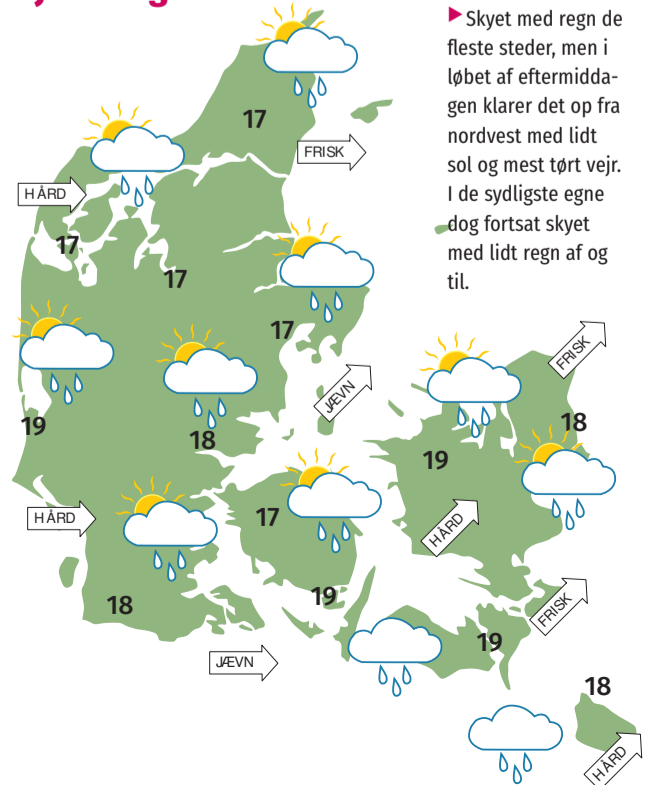 ▶ Skyet med regn de
fleste steder, men i
løbet af eftermidda-
gen klarer det op fra
nordvest med lidt
sol og mest tørt vejr.
I de sydligste egne
dog fortsat skyet
med lidt regn af og
til.
17
FRISK
HÅRD
17
17
17
FRISK
JÆVN
19
18
18
19
17
HÅRD
HÅRD
18
19
FRISK
19
JÆVN
18
HÅRD